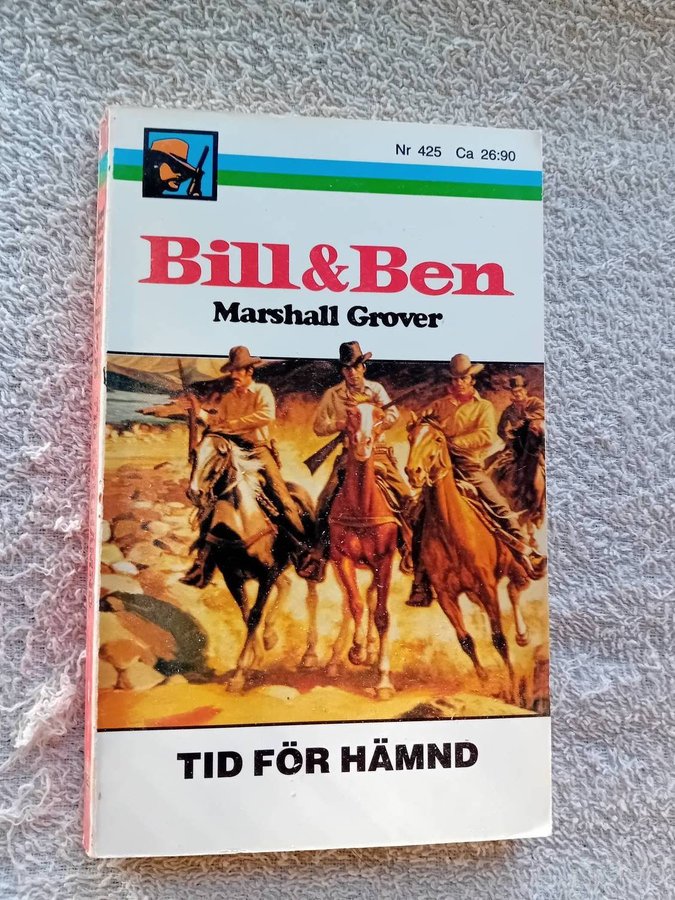 Nr 425 Ca 26:90
Bill&Ben
Marshall Grover
TID FÖR HÄMND